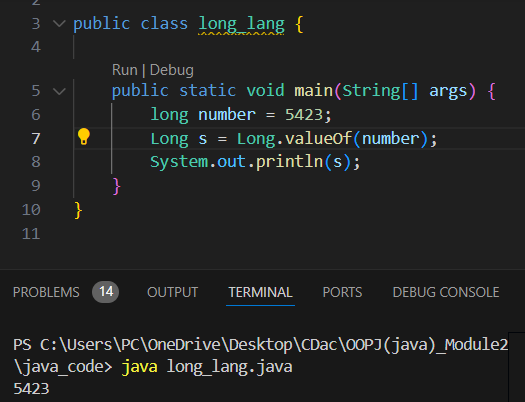 2
3 public class long_lang {
4
Run | Debug
5 public static void main(String[] args) {
6 long number = 5423;
7 Long s = Long.valueOf(number);
8 System.out.println(s);
9 }
10 }
11
PROBLEMS 14 OUTPUT TERMINAL PORTS DEBUG CONSOLE
PS C:\Users\PC\OneDrive\Desktop\CDac\OOPJ(java)_Module2
\java_code> java long_lang.java
5423